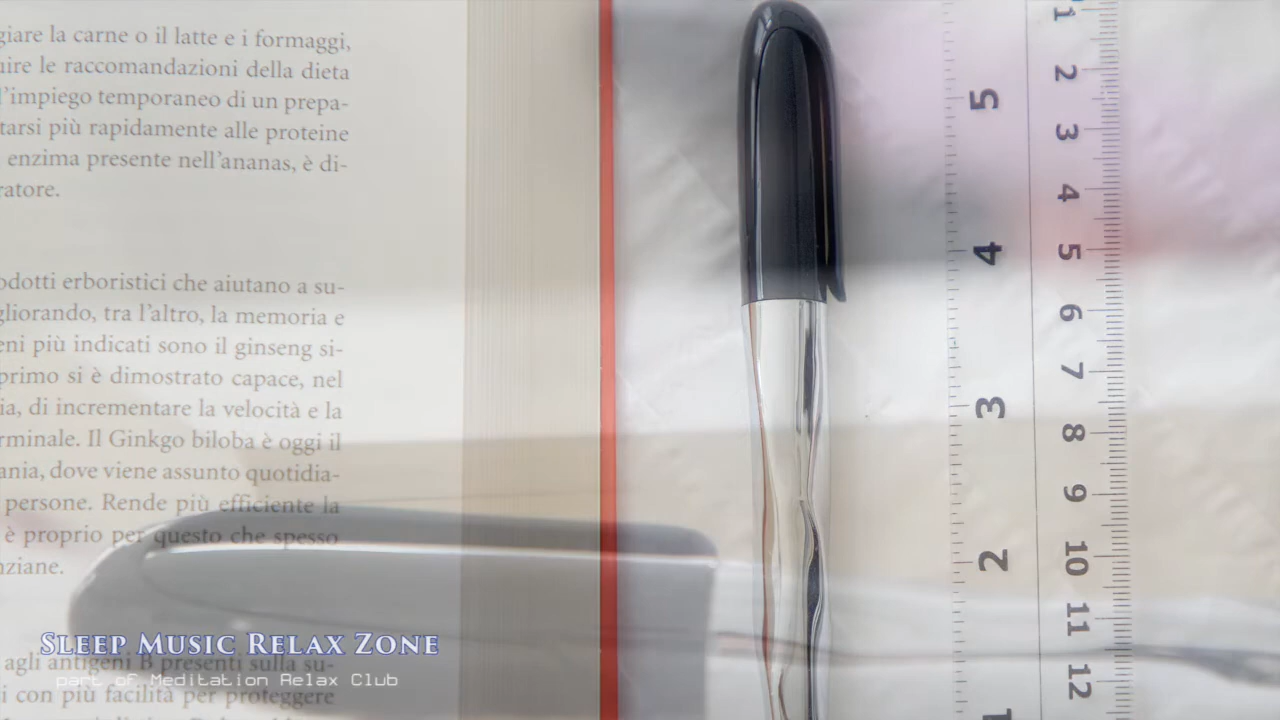 giare la carne o il latte e i formaggi,
uire le raccomandazioni della dieta
l'impiego temporaneo di un prepa-
tarsi più rapidamente alle proteine
enzima presente nell'ananas, è di-
ratore.
odotti erboristici che aiutano a su-
gliorando, tra l'altro, la memoria e
eni più indicati sono il ginseng si-
primo si è dimostrato capace, nel
ia, di incrementare la velocità e la
rminale. Il Ginkgo biloba è oggi il
ania, dove viene assunto quotidia-
persone. Rende più efficiente la
è proprio per questo che spesso
nziane.
Sleep Music Relax Zone
agli antigeni B presenti sulla su-
part of Meditation Relax Club
i con più facilità per proteggere
5
4
3
2
1
1
2
3
4
5
6
7
8
9
10
11
12